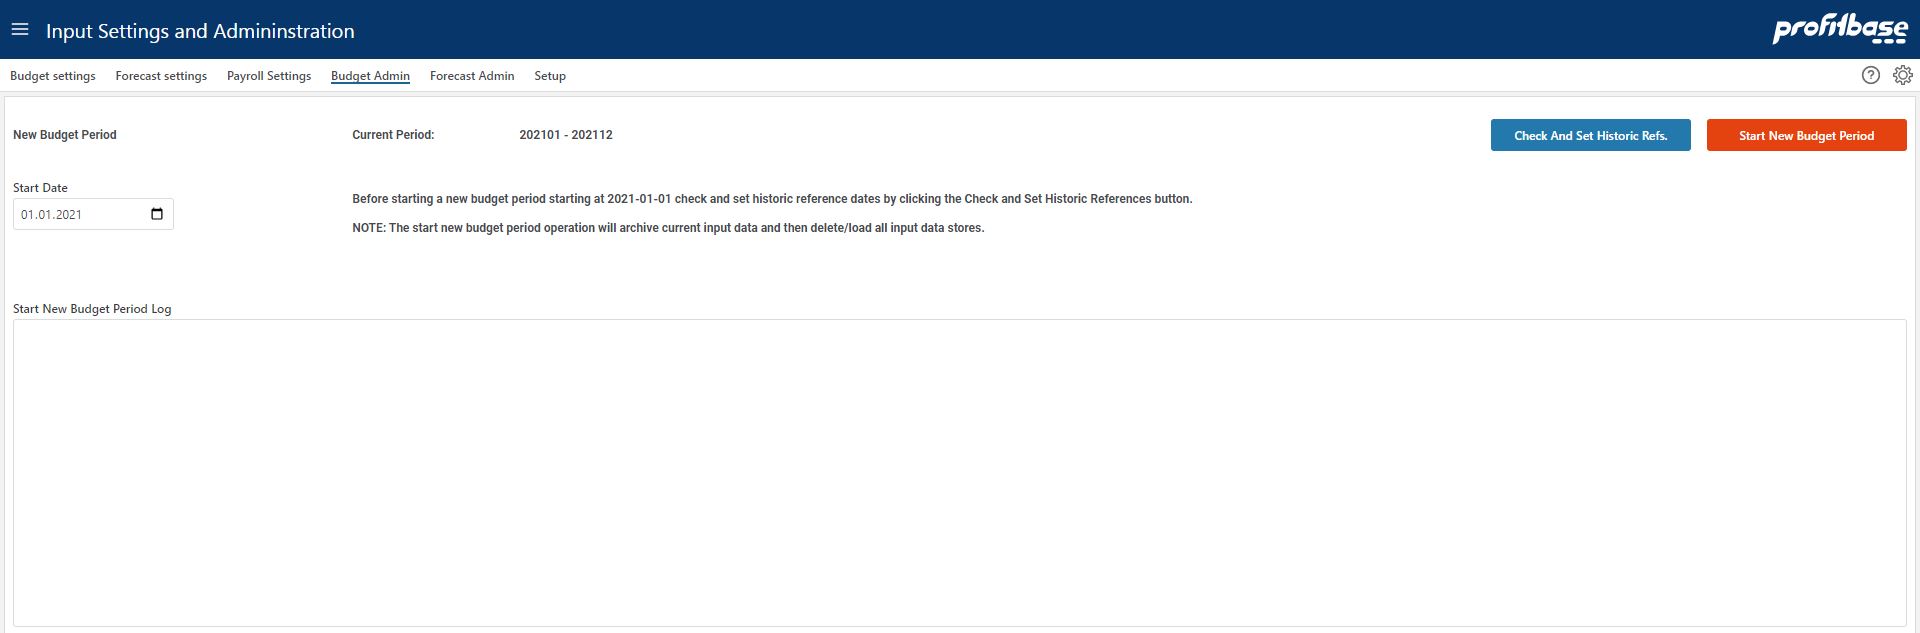 Input Settings and Admininstration
profitbase
Budget settings Forecast settings Payroll Settings Budget Admin Forecast Admin Setup
New Budget Period Current Period: 202101 - 202112 Check And Set Historic Refs. Start New Budget Period
Start Date
01.01.2021
Before starting a new budget period starting at 2021-01-01 check and set historic reference dates by clicking the Check and Set Historic References button.
NOTE: The start new budget period operation will archive current input data and then delete/load all input data stores.
Start New Budget Period Log